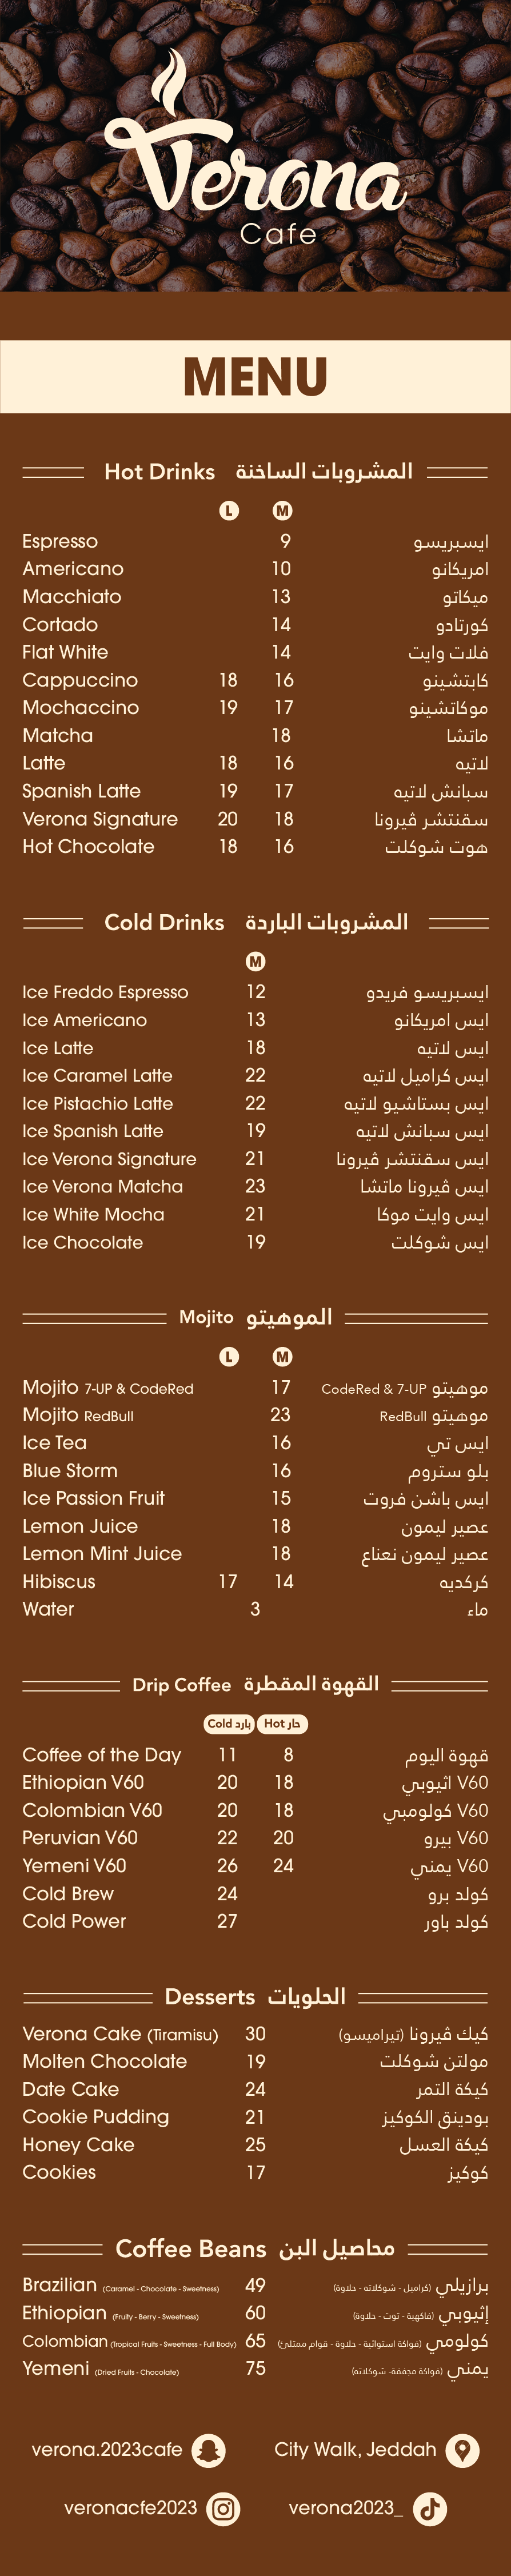 Verona
Cafe
MENU
Hot Drinks المشروبات الساخنة
L M
Espresso 9 ايسبريسو
Americano 10 امريكانو
Macchiato 13 ميكاتو
Cortado 14 كورتادو
Flat White 14 فلات وايت
Cappuccino 18 16 كابتشينو
Mochaccino 19 17 موكاتشينو
Matcha 18 ماتشا
Latte 18 16 لاتيه
Spanish Latte 19 17 سبانش لاتيه
Verona Signature 20 18 سقنتشر ڤيرونا
Hot Chocolate 18 16 هوت شوكلت
Cold Drinks المشروبات الباردة
M
Ice Freddo Espresso 12 ايسبريسو فريدو
Ice Americano 13 ايس امريكانو
Ice Latte 18 ايس لاتيه
Ice Caramel Latte 22 ايس كراميل لاتيه
Ice Pistachio Latte 22 ايس بستاشيو لاتيه
Ice Spanish Latte 19 ايس سبانش لاتيه
Ice Verona Signature 21 ايس سقنتشر ڤيرونا
Ice Verona Matcha 23 ايس ڤيرونا ماتشا
Ice White Mocha 21 ايس وايت موكا
Ice Chocolate 19 ايس شوكلت
Mojito الموهيتو
L M
Mojito 7-UP & CodeRed 17 موهيتو CodeRed & 7-UP
Mojito RedBull 23 موهيتو RedBull
Ice Tea 16 ايس تي
Blue Storm 16 بلو ستروم
Ice Passion Fruit 15 ايس باشن فروت
Lemon Juice 18 عصير ليمون
Lemon Mint Juice 18 عصير ليمون نعناع
Hibiscus 17 14 كركديه
Water 3 ماء
Drip Coffee القهوة المقطرة
Cold بارد Hot حار
Coffee of the Day 11 8 قهوة اليوم
Ethiopian V60 20 18 V60 اثيوبي
Colombian V60 20 18 V60 كولومبي
Peruvian V60 22 20 V60 بيرو
Yemeni V60 26 24 V60 يمني
Cold Brew 24 كولد برو
Cold Power 27 كولد باور
Desserts الحلويات
Verona Cake (Tiramisu) 30 كيك ڤيرونا (تيراميسو)
Molten Chocolate 19 مولتن شوكلت
Date Cake 24 كيكة التمر
Cookie Pudding 21 بودينق الكوكيز
Honey Cake 25 كيكة العسل
Cookies 17 كوكيز
Coffee Beans محاصيل البن
Brazilian (Caramel - Chocolate - Sweetness) 49 برازيلي (كراميل - شوكلاته - حلاوة)
Ethiopian (Fruity - Berry - Sweetness) 60 إثيوبي (فاكهية - توت - حلاوة)
Colombian (Tropical Fruits - Sweetness - Full Body) 65 كولومي (فواكة استوائية - حلاوة - قوام ممتلئ)
Yemeni (Dried Fruits - Chocolate) 75 يمني (فواكة مجففة- شوكلاته)
verona.2023cafe City Walk, Jeddah
veronacfe2023 verona2023_